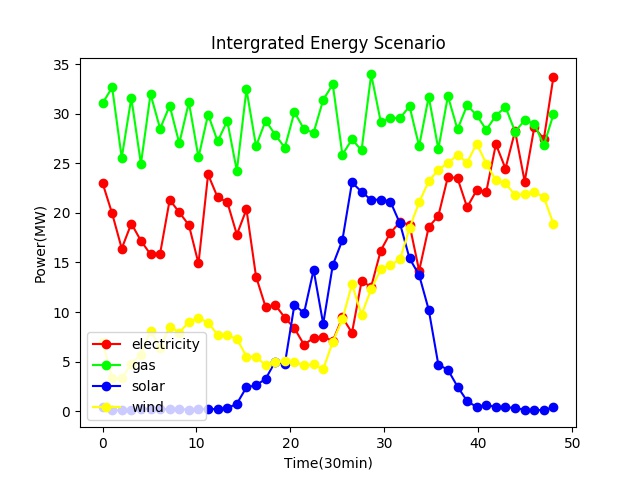 Intergrated Energy Scenario
Power(MW)
35
30
25
20
15
10
5
0
electricity
gas
solar
wind
0 10 20 30 40 50
Time(30min)